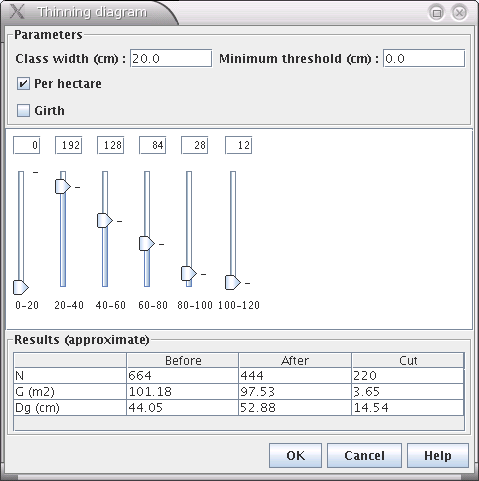 Thinning diagram
Parameters
Class width (cm) : 20.0 Minimum threshold (cm) : 0.0
Per hectare
Girth
0 192 128 84 28 12
0-20 20-40 40-60 60-80 80-100 100-120
Results (approximate)
Before After Cut
N 664 444 220
G (m2) 101.18 97.53 3.65
Dg (cm) 44.05 52.88 14.54
OK Cancel Help